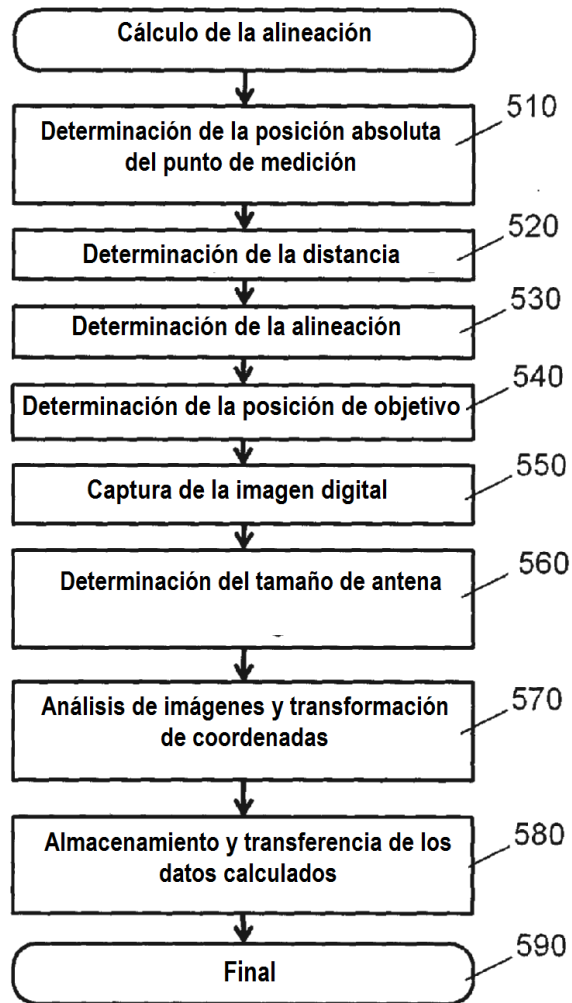 Cálculo de la alineación
510
Determinación de la posición absoluta
del punto de medición
520
Determinación de la distancia
530
Determinación de la alineación
540
Determinación de la posición de objetivo
550
Captura de la imagen digital
560
Determinación del tamaño de antena
570
Análisis de imágenes y transformación
de coordenadas
580
Almacenamiento y transferencia de los
datos calculados
590
Final